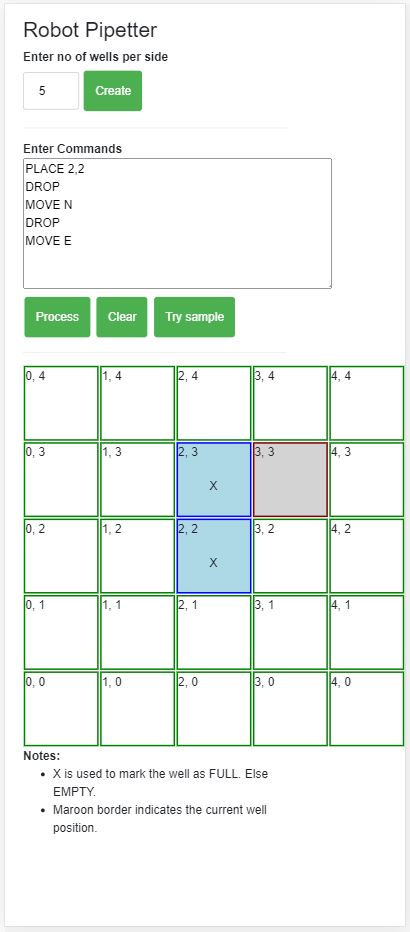 Robot Pipetter
Enter no of wells per side
5 Create
Enter Commands
PLACE 2,2
DROP
MOVE N
DROP
MOVE E
Process Clear Try sample
0, 4 1, 4 2, 4 3, 4 4, 4
0, 3 1, 3 2, 3 3, 3 4, 3
X
0, 2 1, 2 2, 2 3, 2 4, 2
X
0, 1 1, 1 2, 1 3, 1 4, 1
0, 0 1, 0 2, 0 3, 0 4, 0
Notes:
• X is used to mark the well as FULL. Else
EMPTY.
• Maroon border indicates the current well
position.